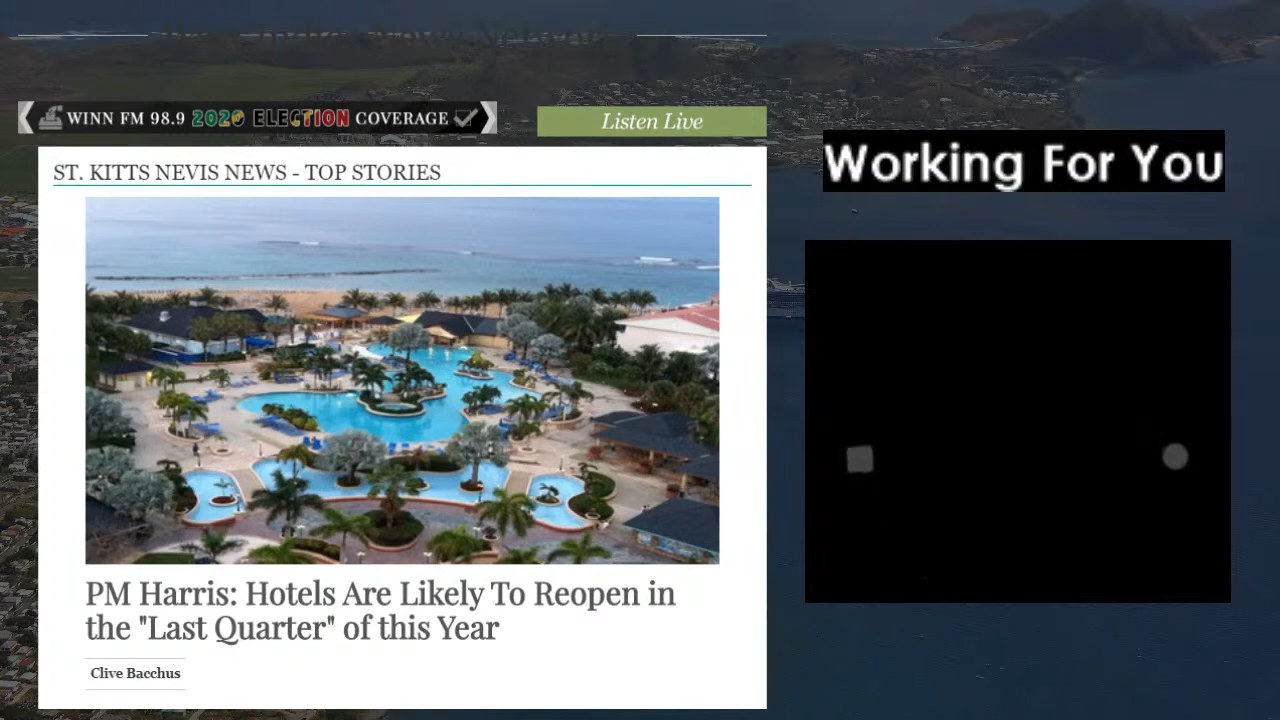 WINN FM 98.9 2020 ELECTION COVERAGE
Listen Live
Working For You
ST. KITTS NEVIS NEWS - TOP STORIES
PM Harris: Hotels Are Likely To Reopen in
the "Last Quarter" of this Year
Clive Bacchus